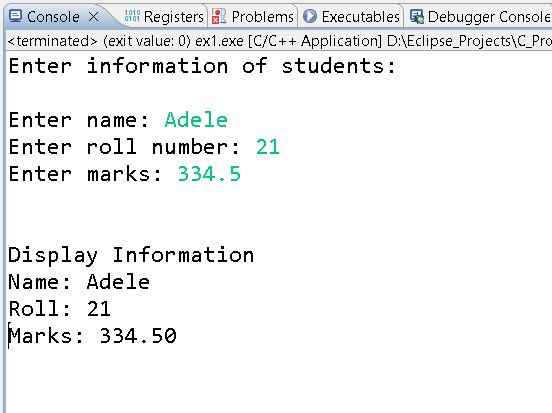 Console Registers Problems Executables Debugger Console
<terminated> (exit value: 0) ex1.exe [C/C++ Application] D:\Eclipse_Projects\C_Pro
Enter information of students:
Enter name: Adele
Enter roll number: 21
Enter marks: 334.5
Display Information
Name: Adele
Roll: 21
Marks: 334.50